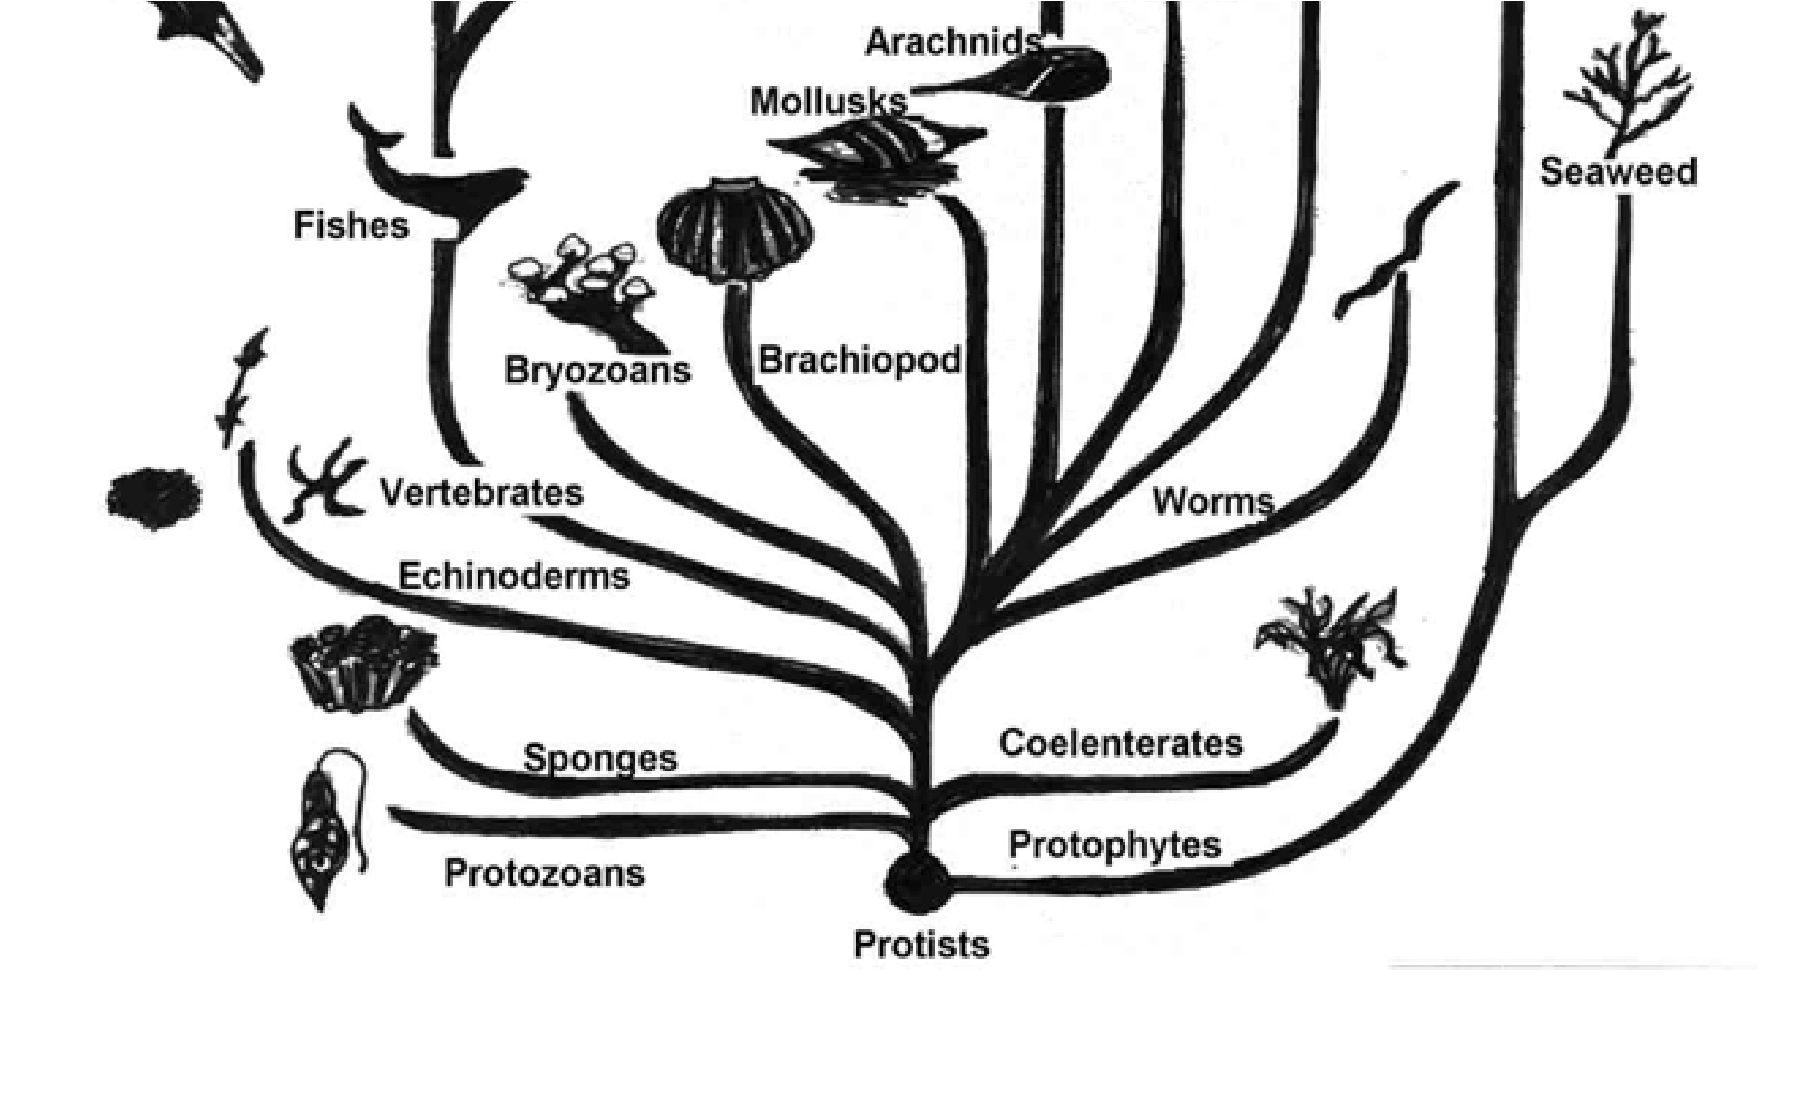 Arachnids
Mollusks
Seaweed
Fishes
Brachiopod
Bryozoans
Vertebrates
Worms
Echinoderms
Coelenterates
Sponges
Protophytes
Protozoans
Protists